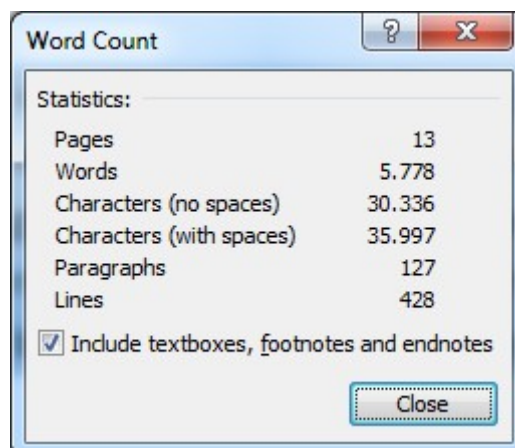 Word Count
Statistics:
Pages 13
Words 5.778
Characters (no spaces) 30.336
Characters (with spaces) 35.997
Paragraphs 127
Lines 428
Include textboxes, footnotes and endnotes
Close